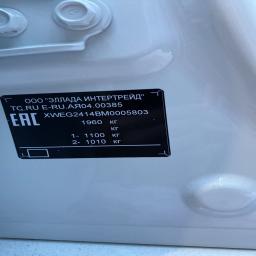 ООО "ЭЛЛАДА ИНТЕРТРЕЙД"
ТС RU E-RU.АЯ04.00385
EAC XWEG2414BM0005803
1960 кг
кг
1- 1100 кг
2- 1010 кг